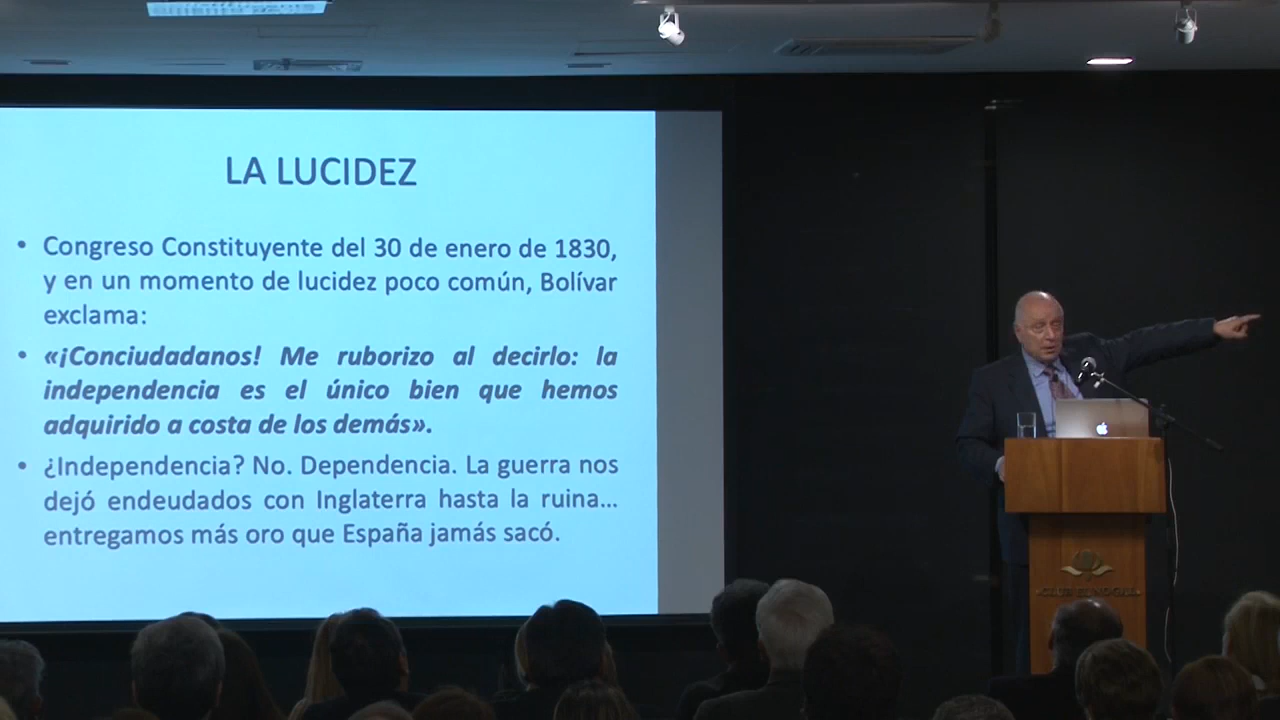 LA LUCIDEZ
• Congreso Constituyente del 30 de enero de 1830,
y en un momento de lucidez poco común, Bolívar
exclama:
• «¡Conciudadanos! Me ruborizo al decirlo: la
independencia es el único bien que hemos
adquirido a costa de los demás».
• ¿Independencia? No. Dependencia. La guerra nos
dejó endeudados con Inglaterra hasta la ruina...
entregamos más oro que España jamás sacó.
CLUB EL NOGAL